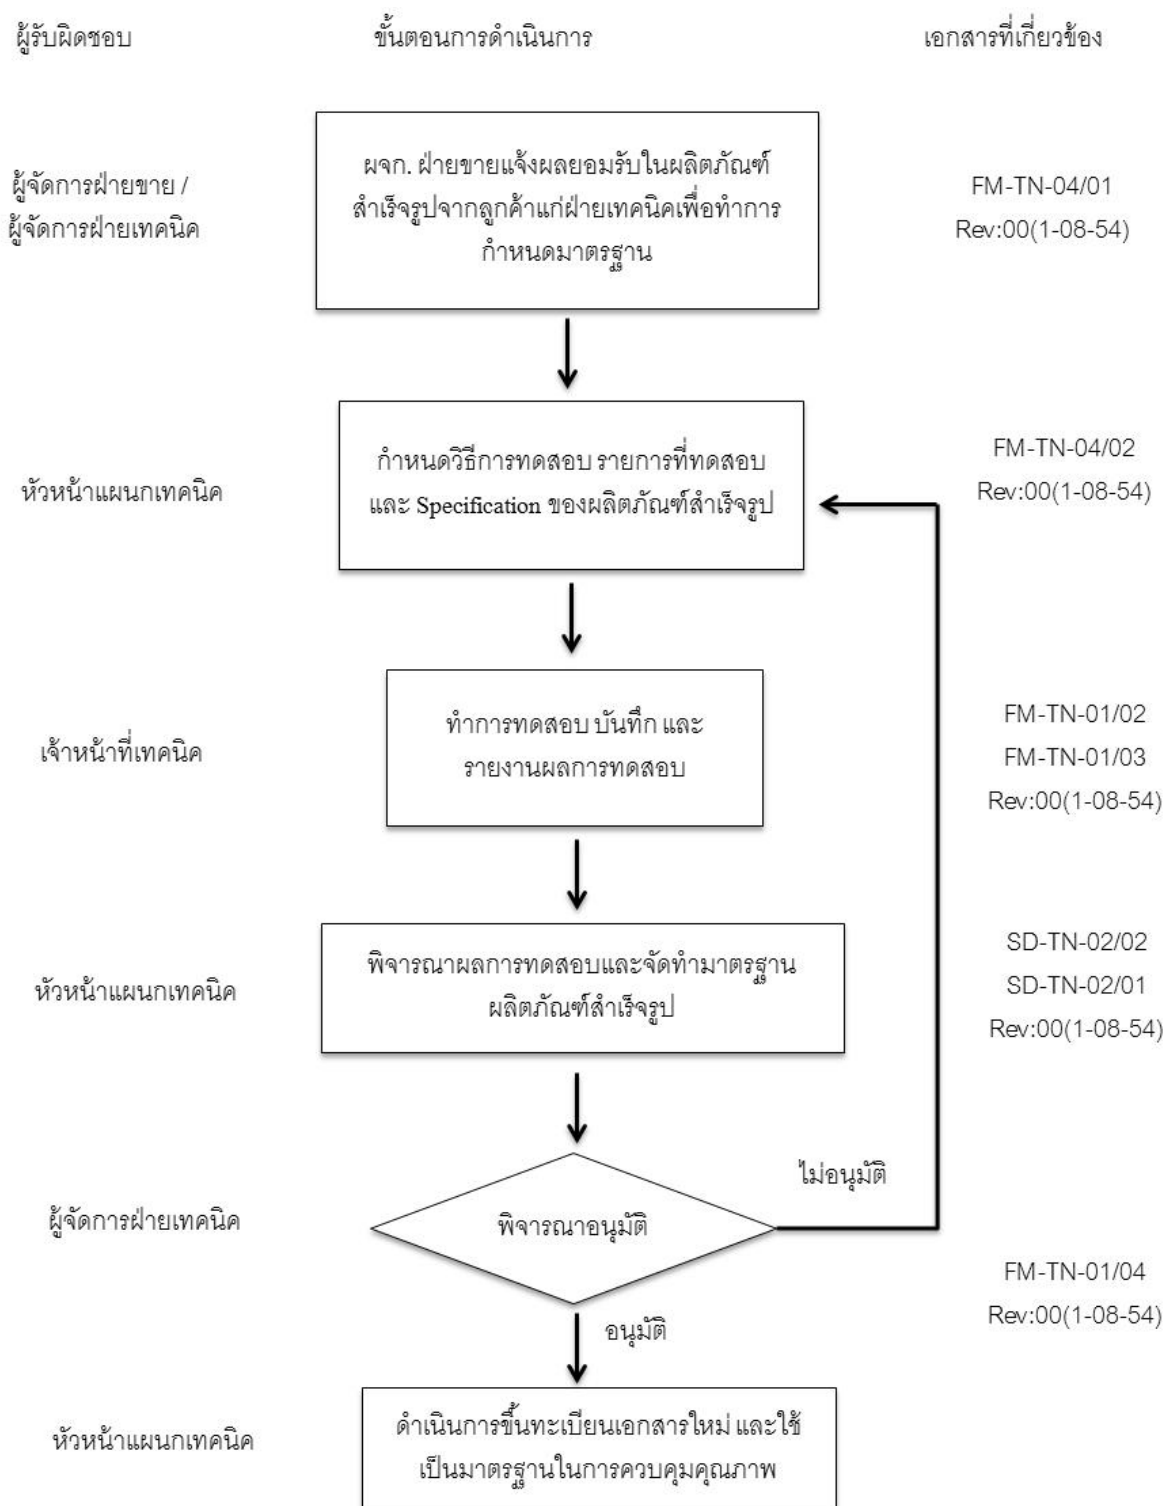 ผู้รับผิดชอบ
ขั้นตอนการดำเนินการ
เอกสารที่เกี่ยวข้อง
ผู้จัดการฝ่ายขาย /
ผู้จัดการฝ่ายเทคนิค
ผจก. ฝ่ายขายแจ้งผลยอมรับในผลิตภัณฑ์
สำเร็จรูปจากลูกค้าแก่ฝ่ายเทคนิคเพื่อทำการ
กำหนดมาตรฐาน
FM-TN-04/01
Rev:00(1-08-54)
หัวหน้าแผนกเทคนิค
กำหนดวิธีการทดสอบ รายการที่ทดสอบ
และ Specification ของผลิตภัณฑ์สำเร็จรูป
FM-TN-04/02
Rev:00(1-08-54)
เจ้าหน้าที่เทคนิค
ทำการทดสอบ บันทึก และ
รายงานผลการทดสอบ
FM-TN-01/02
FM-TN-01/03
Rev:00(1-08-54)
หัวหน้าแผนกเทคนิค
พิจารณาผลการทดสอบและจัดทำมาตรฐาน
ผลิตภัณฑ์สำเร็จรูป
SD-TN-02/02
SD-TN-02/01
Rev:00(1-08-54)
ผู้จัดการฝ่ายเทคนิค
พิจารณาอนุมัติ
ไม่อนุมัติ
FM-TN-01/04
Rev:00(1-08-54)
อนุมัติ
หัวหน้าแผนกเทคนิค
ดำเนินการขึ้นทะเบียนเอกสารใหม่ และใช้
เป็นมาตรฐานในการควบคุมคุณภาพ